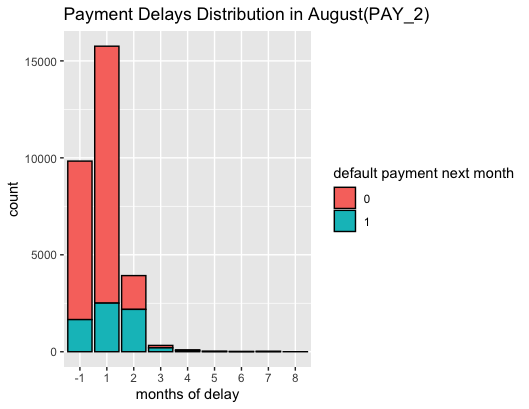 Payment Delays Distribution in August(PAY_2)
15000
10000
5000
0
count
-1 1 2 3 4 5 6 7 8
months of delay
default payment next month
0
1